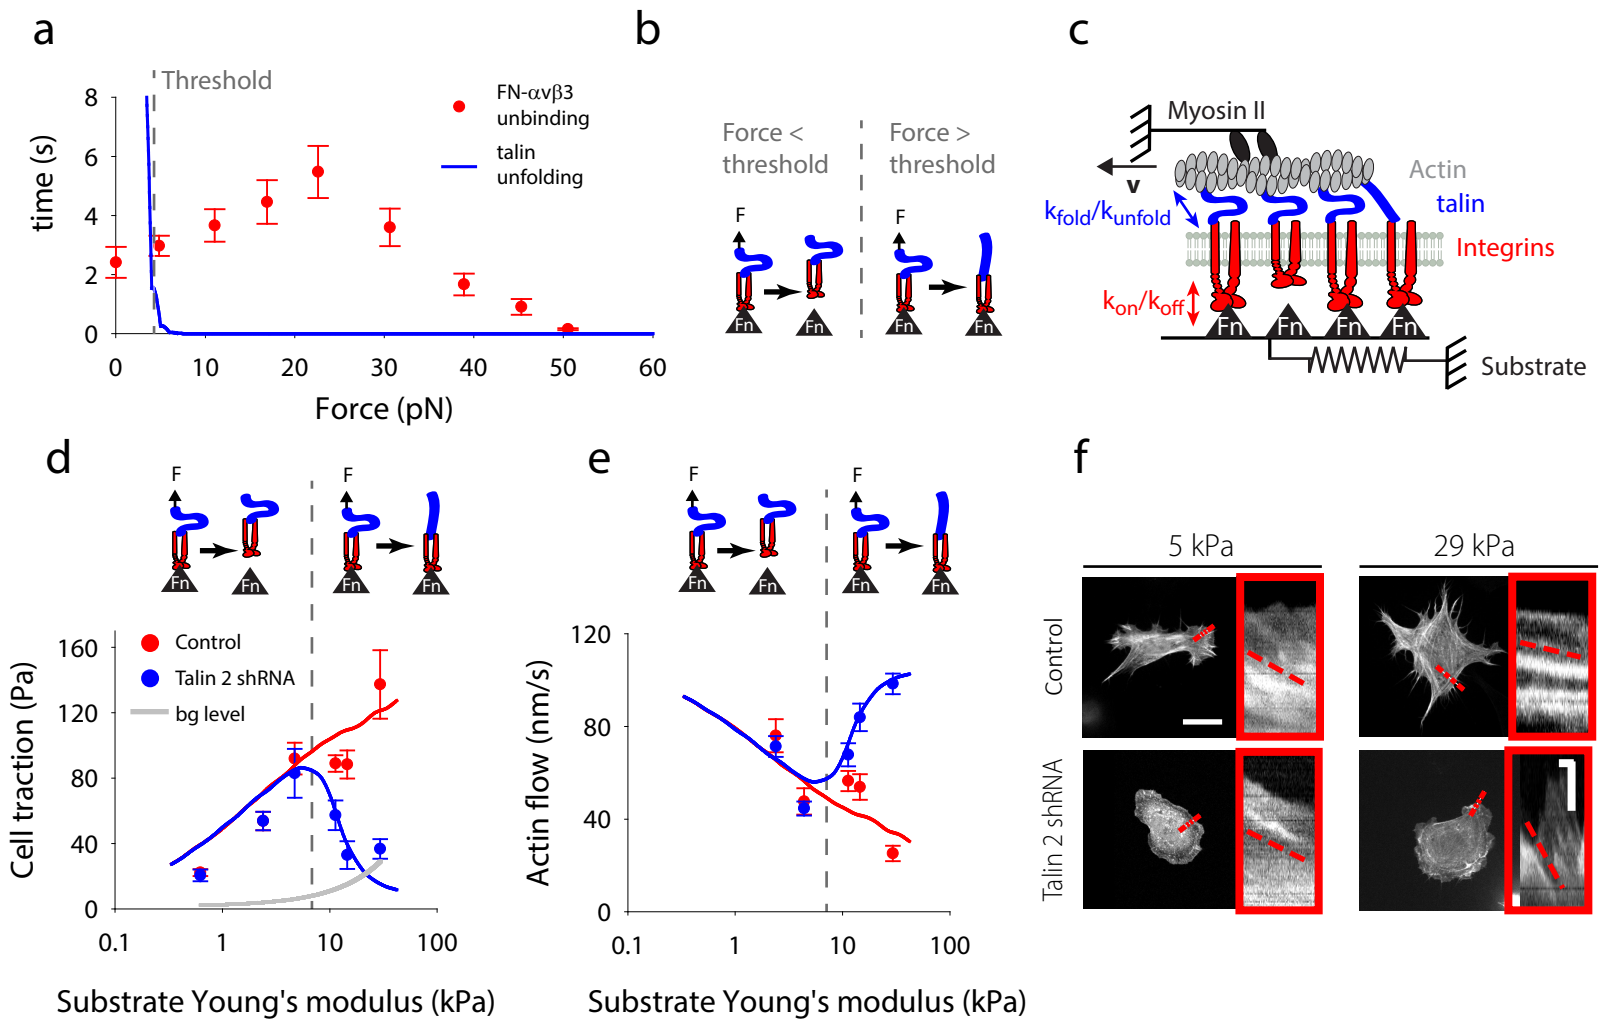 a
Threshold
8
6
4
2
0
time (s)
FN-αvβ3
unbinding
talin
unfolding
0
10
20
30
40
50
60
Force (pN)
b
Force <
threshold
Force >
threshold
F
F
Fn
Fn
Fn
Fn
c
Myosin II
v
Actin
talin
kfold/kunfold
Integrins
kon/koff
Fn
Fn
Fn
Fn
Substrate
d
F
F
Fn
Fn
Fn
Fn
160
120
80
40
0
Cell traction (Pa)
Control
Talin 2 shRNA
bg level
0.1
1
10
100
Substrate Young's modulus (kPa)
e
F
F
Fn
Fn
Fn
Fn
120
80
40
0
Actin flow (nm/s)
0.1
1
10
100
Substrate Young's modulus (kPa)
f
5 kPa
29 kPa
Control
Talin 2 shRNA